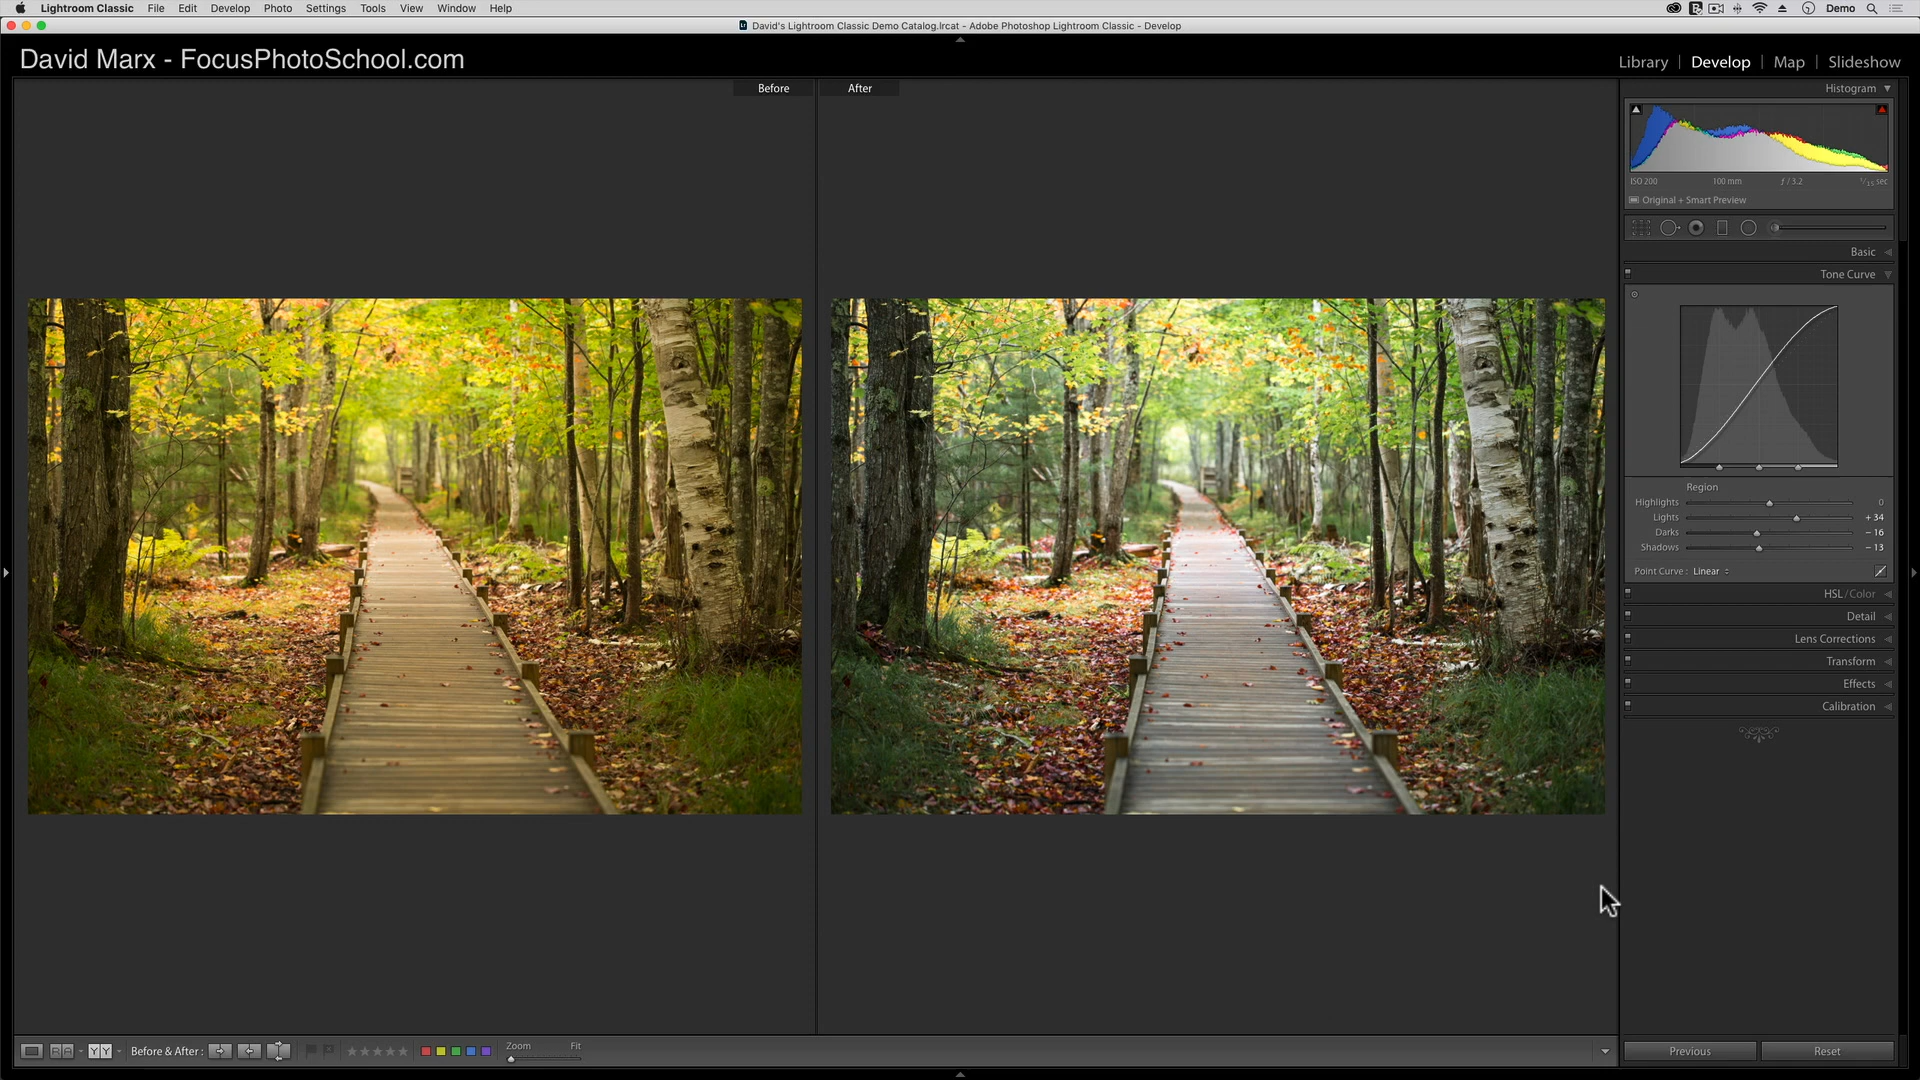 Lightroom Classic File Edit Develop Photo Settings Tools View Window Help Demo
David's Lightroom Classic Demo Catalog.lrcat - Adobe Photoshop Lightroom Classic - Develop
David Marx - FocusPhotoSchool.com
Library | Develop | Map | Slideshow
Before
After
Histogram
ISO 200 100 mm ƒ / 3.2 1/15 sec
Original + Smart Preview
Basic
Tone Curve
Region
Highlights 0
Lights + 34
Darks − 16
Shadows − 13
Point Curve : Linear
HSL / Color
Detail
Lens Corrections
Transform
Effects
Calibration
R A Y Y Before & After : Zoom Fit
Previous Reset